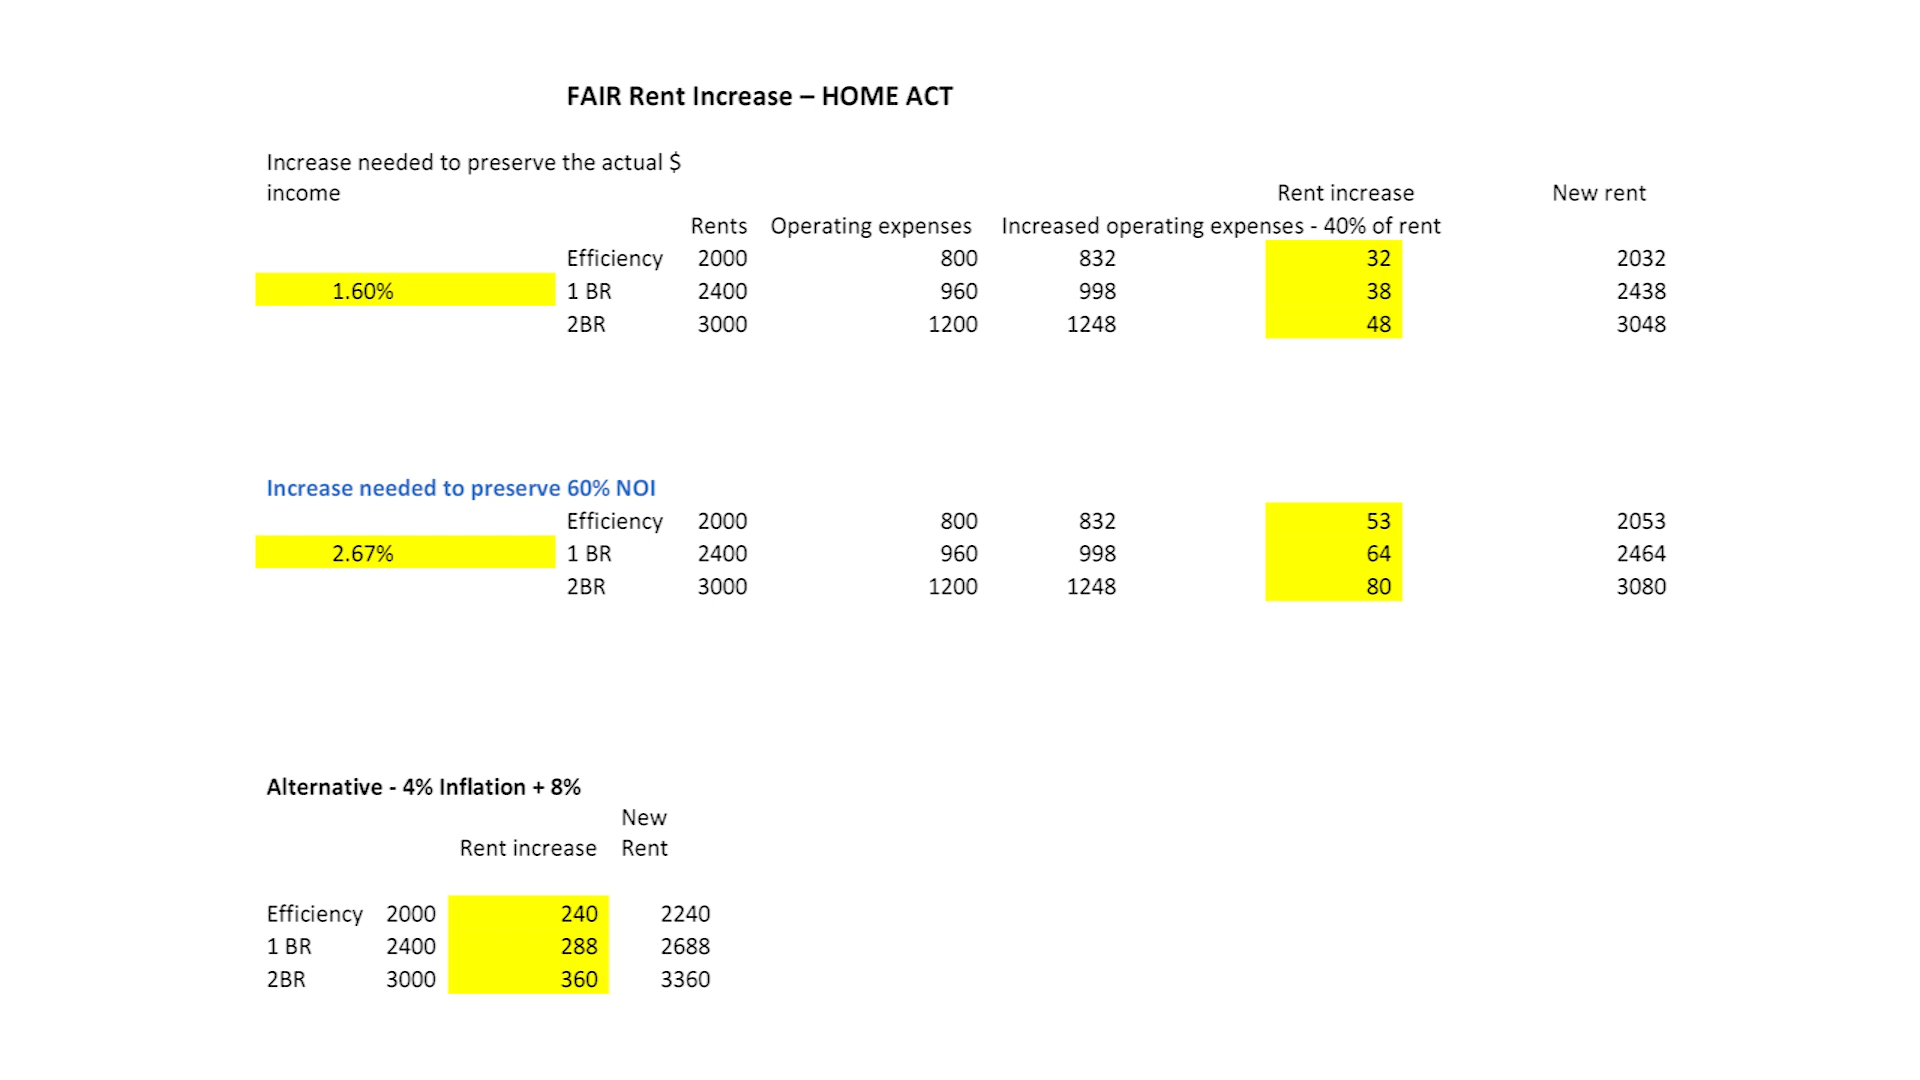 FAIR Rent Increase – HOME ACT
Increase needed to preserve the actual $
income Rent increase New rent
Rents Operating expenses Increased operating expenses - 40% of rent
Efficiency 2000 800 832 32 2032
1.60% 1 BR 2400 960 998 38 2438
2BR 3000 1200 1248 48 3048
Increase needed to preserve 60% NOI
Efficiency 2000 800 832 53 2053
2.67% 1 BR 2400 960 998 64 2464
2BR 3000 1200 1248 80 3080
Alternative - 4% Inflation + 8%
New
Rent increase Rent
Efficiency 2000 240 2240
1 BR 2400 288 2688
2BR 3000 360 3360